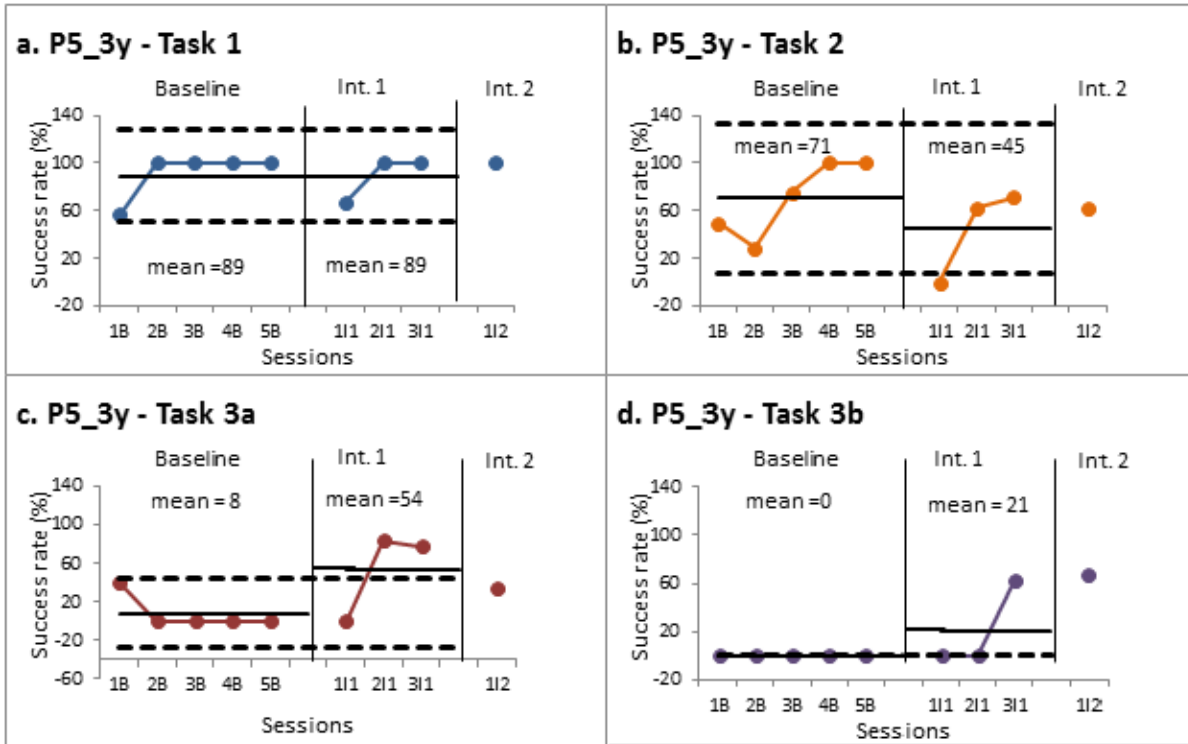 a. P5_3y - Task 1
Baseline Int. 1 Int. 2
Success rate (%)
140
100
60
20
-20
mean =89 mean =89
1B 2B 3B 4B 5B 1I1 2I1 3I1 1I2
Sessions
b. P5_3y - Task 2
Baseline Int. 1 Int. 2
Success rate (%)
140
100
60
20
-20
mean =71 mean =45
1B 2B 3B 4B 5B 1I1 2I1 3I1 1I2
Sessions
c. P5_3y - Task 3a
Baseline Int. 1 Int. 2
Success rate (%)
140
100
60
20
-20
-60
mean = 8 mean =54
1B 2B 3B 4B 5B 1I1 2I1 3I1 1I2
Sessions
d. P5_3y - Task 3b
Baseline Int. 1 Int. 2
Success rate (%)
140
100
60
20
-20
mean =0 mean = 21
1B 2B 3B 4B 5B 1I1 2I1 3I1 1I2
Sessions